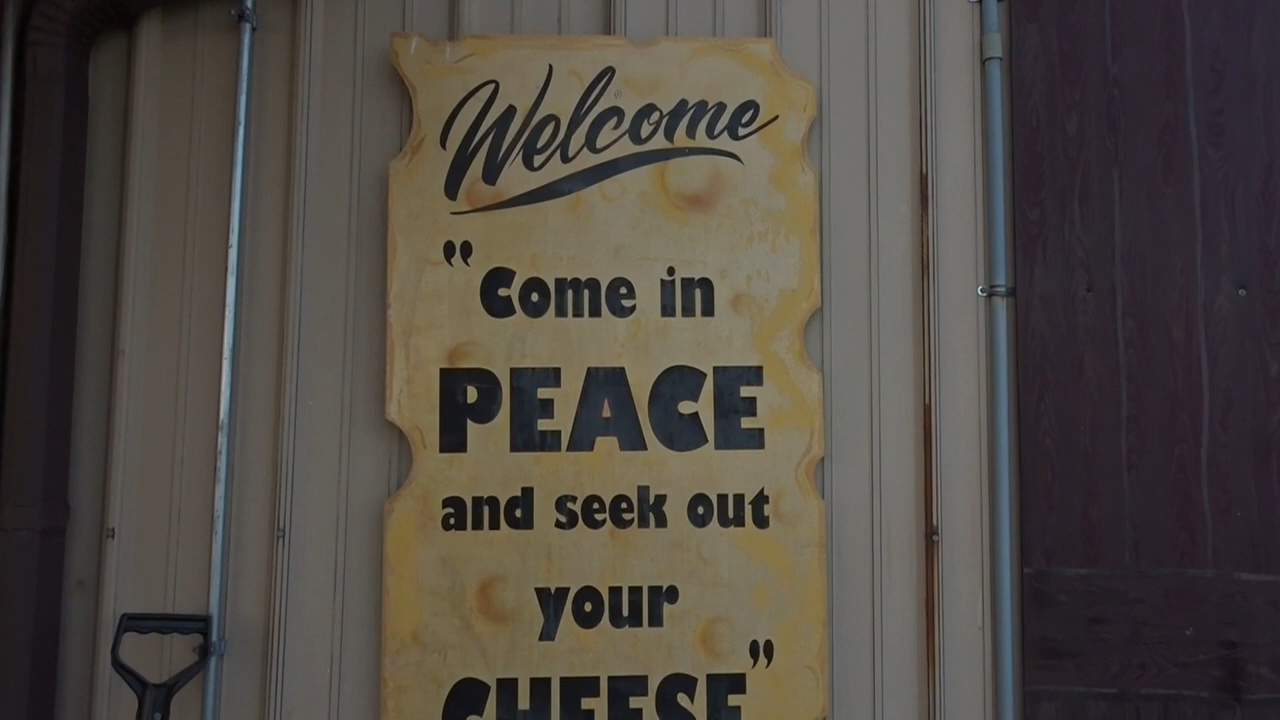 Welcome
"Come in
PEACE
and seek out
your
CHEESE"